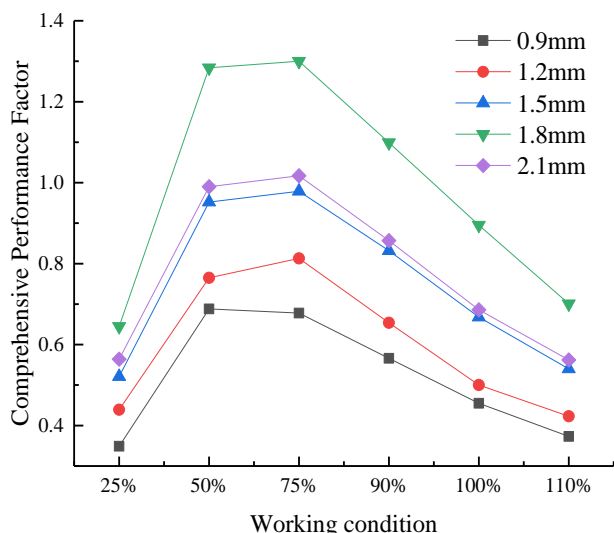 1.4
1.2
1.0
0.8
0.6
0.4
Comprehensive Performance Factor
0.9mm
1.2mm
1.5mm
1.8mm
2.1mm
25% 50% 75% 90% 100% 110%
Working condition